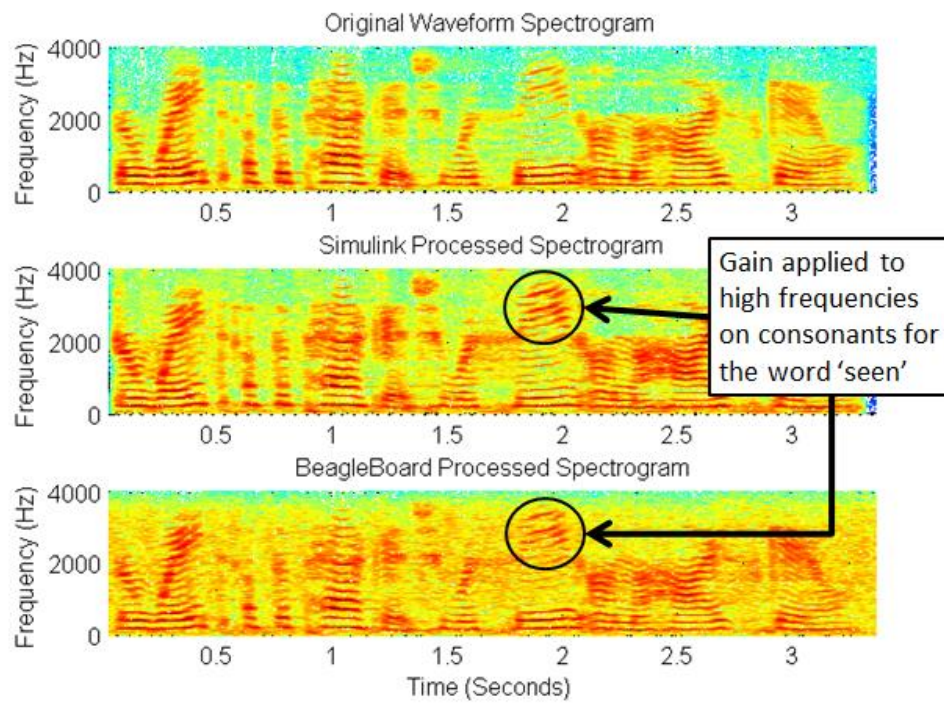 Original Waveform Spectrogram
4000
2000
0
Frequency (Hz)
0.5 1 1.5 2 2.5 3
Simulink Processed Spectrogram
4000
2000
0
Frequency (Hz)
0.5 1 1.5 2 2.5 3
Gain applied to
high frequencies
on consonants for
the word ‘seen’
BeagleBoard Processed Spectrogram
4000
2000
0
Frequency (Hz)
0.5 1 1.5 2 2.5 3
Time (Seconds)